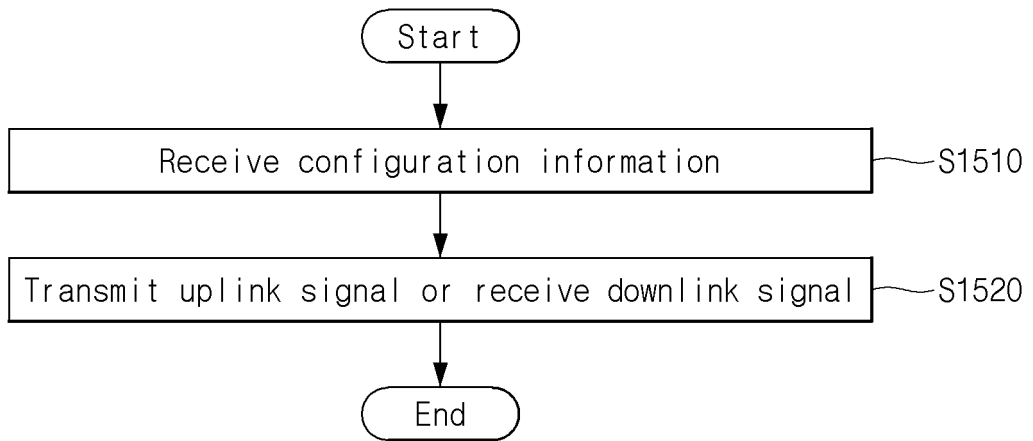 Start
Receive configuration information
S1510
Transmit uplink signal or receive downlink signal
S1520
End